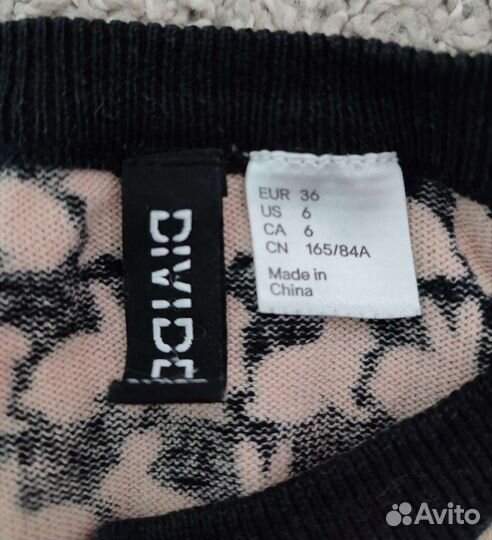 DIVIDE
EUR 36
US 6
CA 6
CN 165/84A
Made in
China
Avito